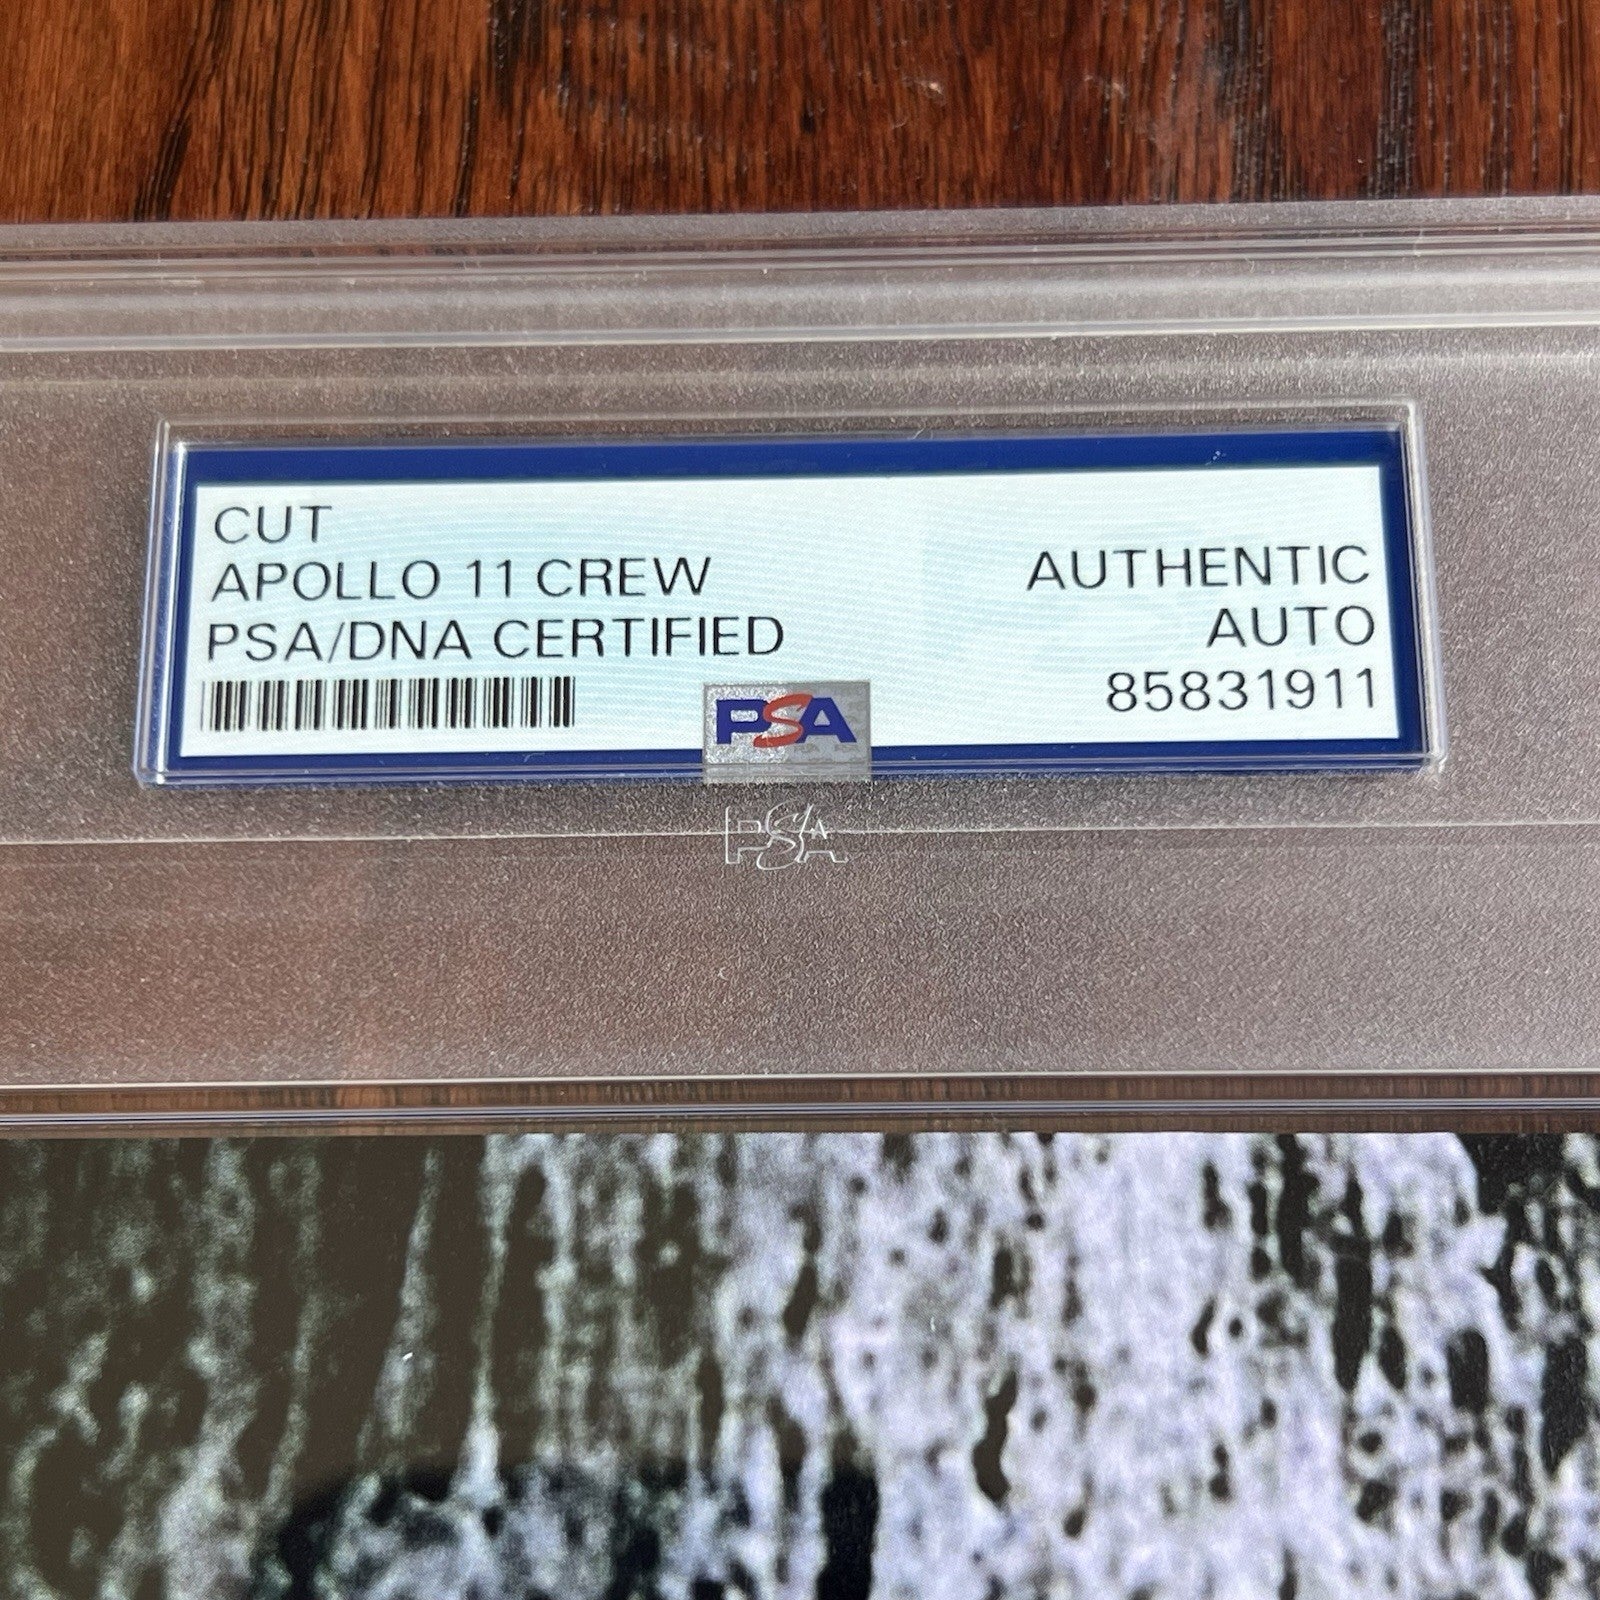 CUT
APOLLO 11 CREW
PSA/DNA CERTIFIED
AUTHENTIC
AUTO
85831911
PSA
PSA